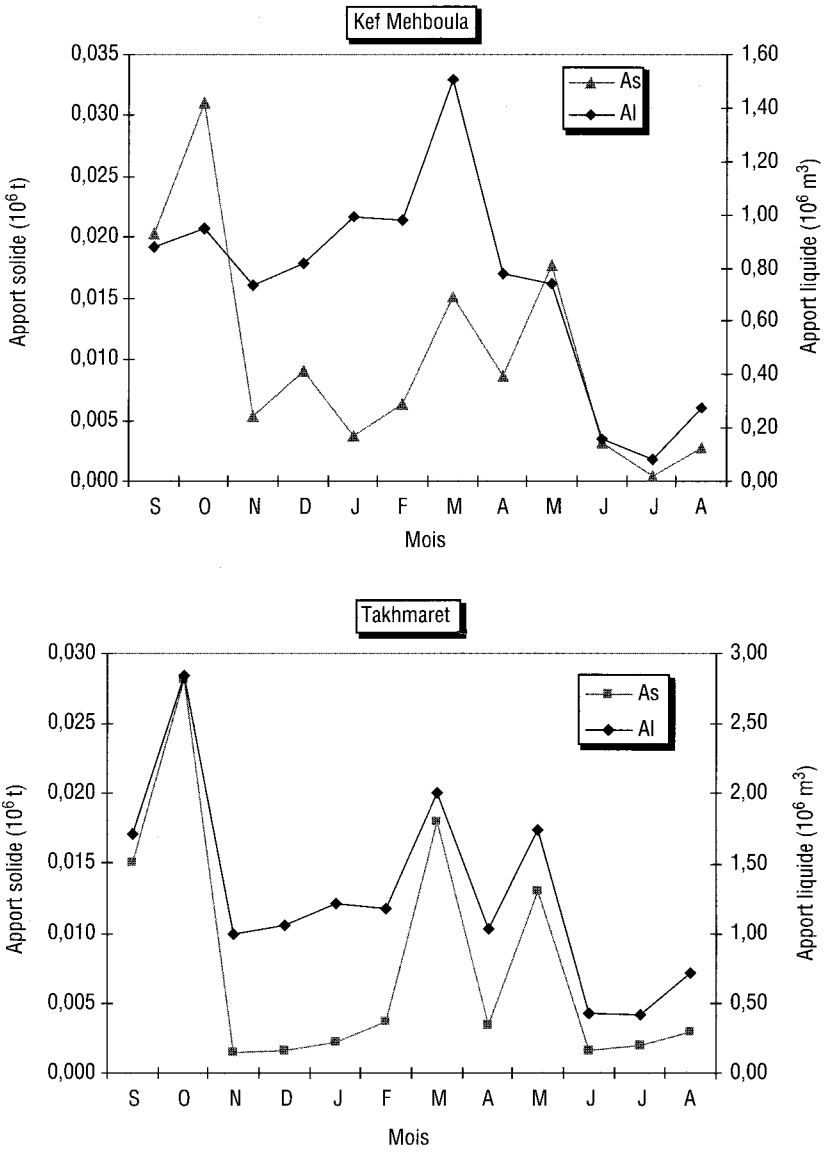 Kef Mehboula
0,035
0,030
0,025
0,020
0,015
0,010
0,005
0,000
Apport solide (10⁶ t)
1,60
1,40
1,20
1,00
0,80
0,60
0,40
0,20
0,00
Apport liquide (10⁶ m³)
As
Al
S O N D J F M A M J J A
Mois
Takhmaret
0,030
0,025
0,020
0,015
0,010
0,005
0,000
Apport solide (10⁶ t)
3,00
2,50
2,00
1,50
1,00
0,50
0,00
Apport liquide (10⁶ m³)
As
Al
S O N D J F M A M J J A
Mois